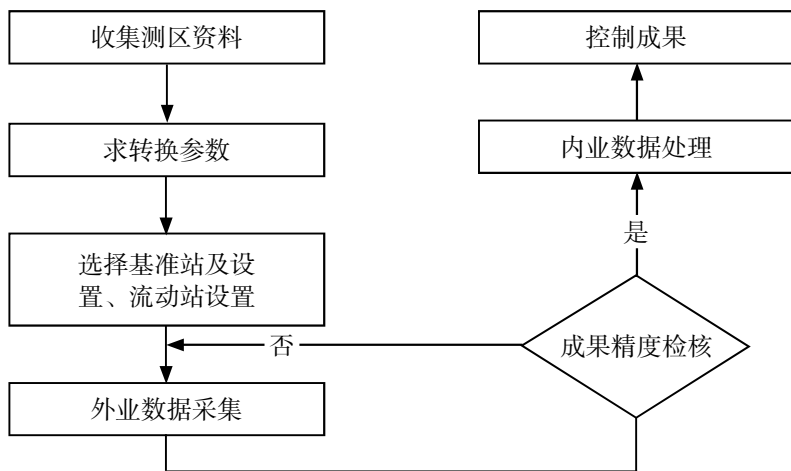 收集测区资料
求转换参数
选择基准站及设
置、流动站设置
否
外业数据采集
控制成果
内业数据处理
是
成果精度检核